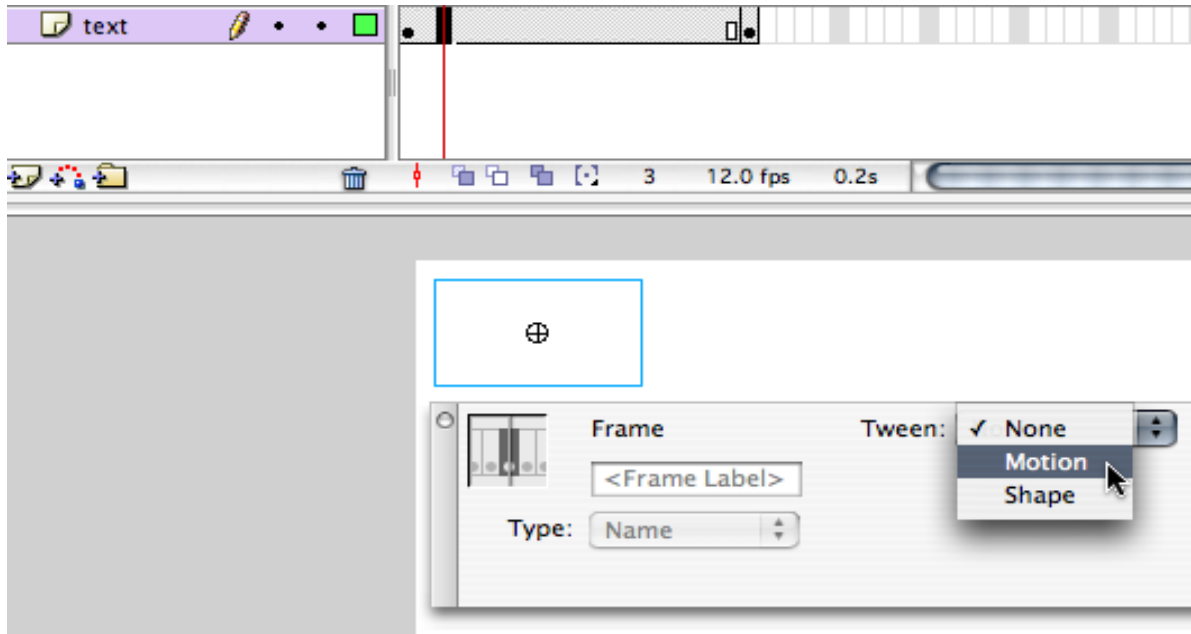 text
3 12.0 fps 0.2s
Frame Tween: ✓ None
Motion
<Frame Label>
Shape
Type: Name